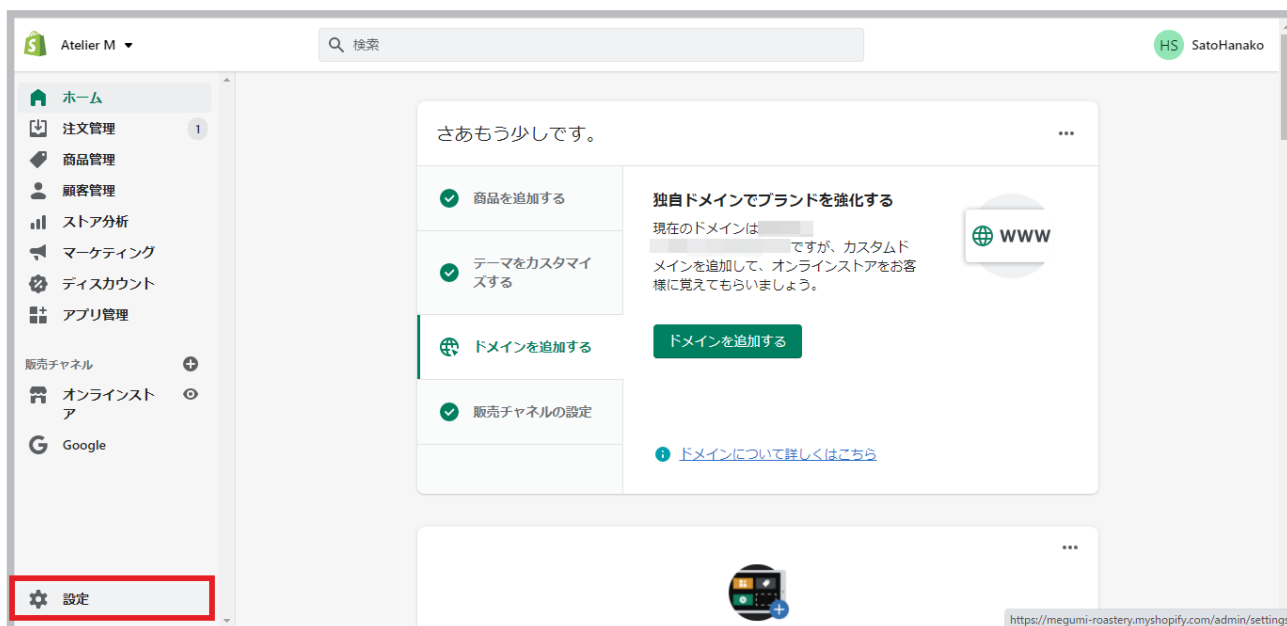 Atelier M
検索
HS SatoHanako
ホーム
注文管理 1
商品管理
顧客管理
ストア分析
マーケティング
ディスカウント
アプリ管理
販売チャネル
オンラインスト
ア
Google
設定
さあもう少しです。
商品を追加する
テーマをカスタマイ
ズする
ドメインを追加する
販売チャネルの設定
独自ドメインでブランドを強化する
現在のドメインは
ですが、カスタムド
メインを追加して、オンラインストアをお客
様に覚えてもらいましょう。
WWW
ドメインを追加する
ドメインについて詳しくはこちら
https://megumi-roastery.myshopify.com/admin/setting